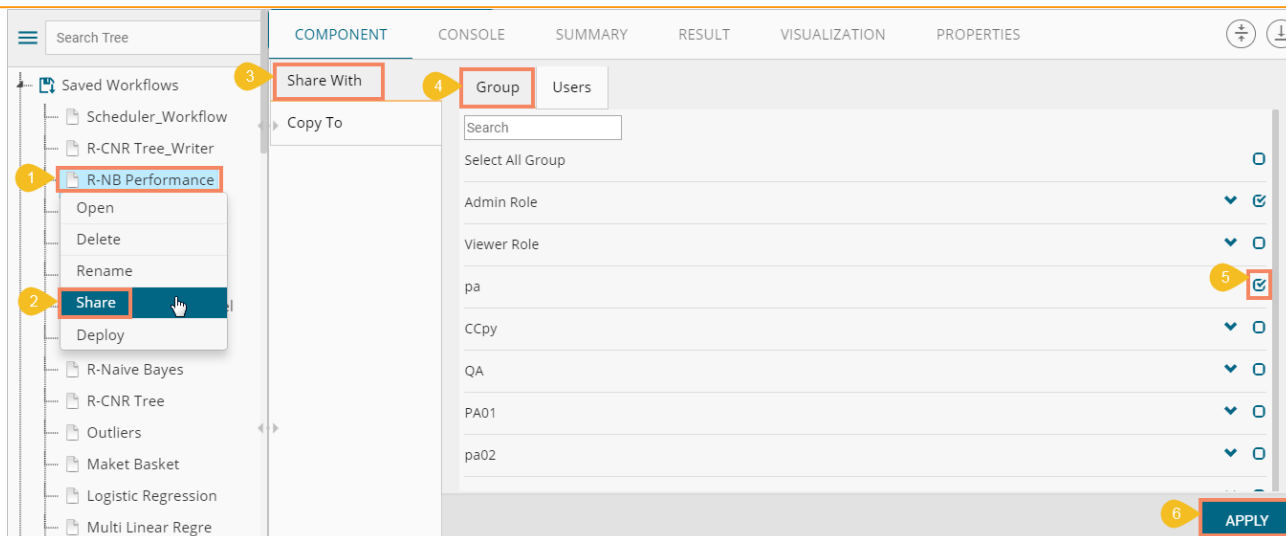 Search Tree
COMPONENT CONSOLE SUMMARY RESULT VISUALIZATION PROPERTIES
Saved Workflows
Scheduler_Workflow
R-CNR Tree_Writer
1 R-NB Performance
Open
Delete
Rename
2 Share
Deploy
R-Naive Bayes
R-CNR Tree
Outliers
Maket Basket
Logistic Regression
Multi Linear Regre
3 Share With
Copy To
4 Group Users
Search
Select All Group
Admin Role
Viewer Role
pa 5
CCpy
QA
PA01
pa02
6 APPLY